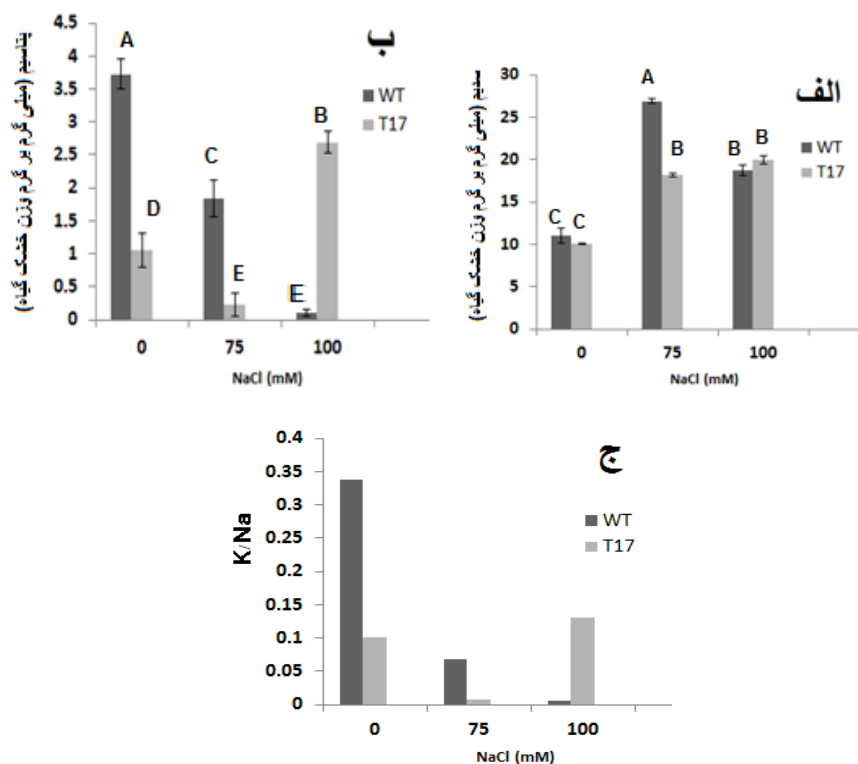 ب
پتاسیم (میلی گرم بر گرم وزن خشک گیاه)
4.5
4
3.5
3
2.5
2
1.5
1
0.5
0
A
D
C
E
E
B
WT
T17
0 75 100
NaCl (mM)
الف
سدیم (میلی گرم بر گرم وزن خشک گیاه)
30
25
20
15
10
5
0
C C
A
B
B B
WT
T17
0 75 100
NaCl (mM)
ج
K/Na
0.4
0.35
0.3
0.25
0.2
0.15
0.1
0.05
0
WT
T17
0 75 100
NaCl (mM)